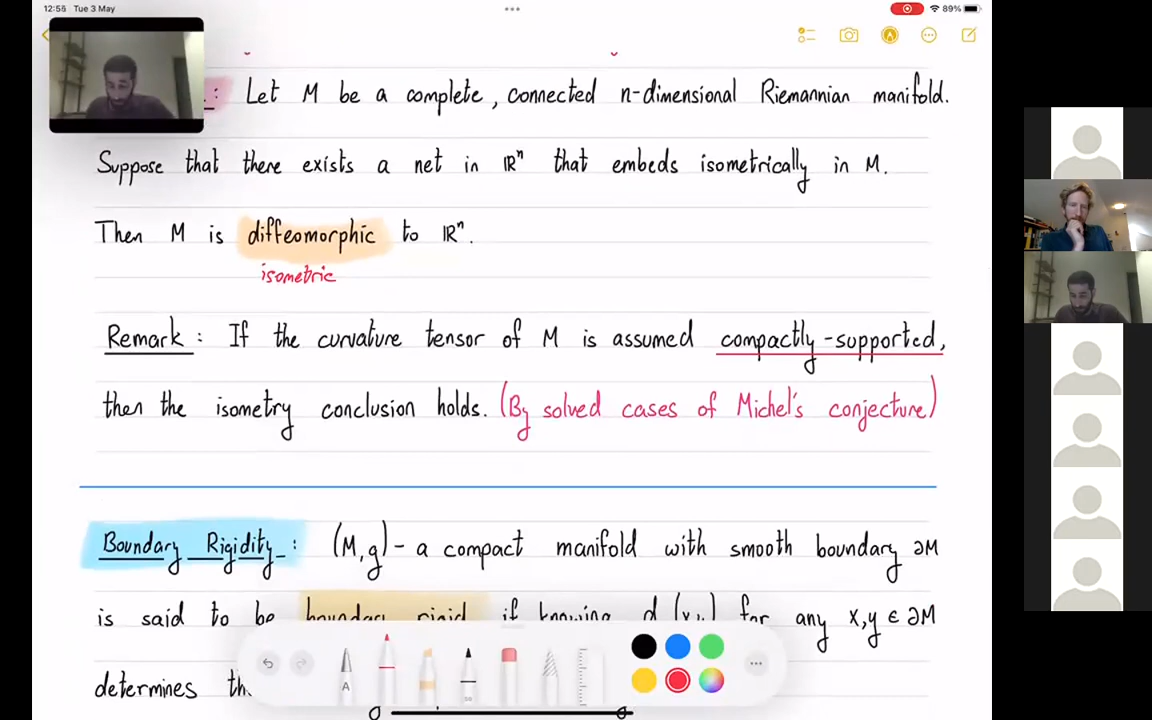 12:56 Tue 3 May
89%
: Let M be a complete, connected n-dimensional Riemannian manifold.
Suppose that there exists a net in ℝⁿ that embeds isometrically in M.
Then M is diffeomorphic to ℝⁿ.
isometric
Remark: If the curvature tensor of M is assumed compactly-supported,
then the isometry conclusion holds. (By solved cases of Michel's conjecture)
Boundary Rigidity: (M,g) - a compact manifold with smooth boundary ∂M
is said to be boundary rigid if knowing d (x,y) for any x,y ∈ ∂M
determines
A